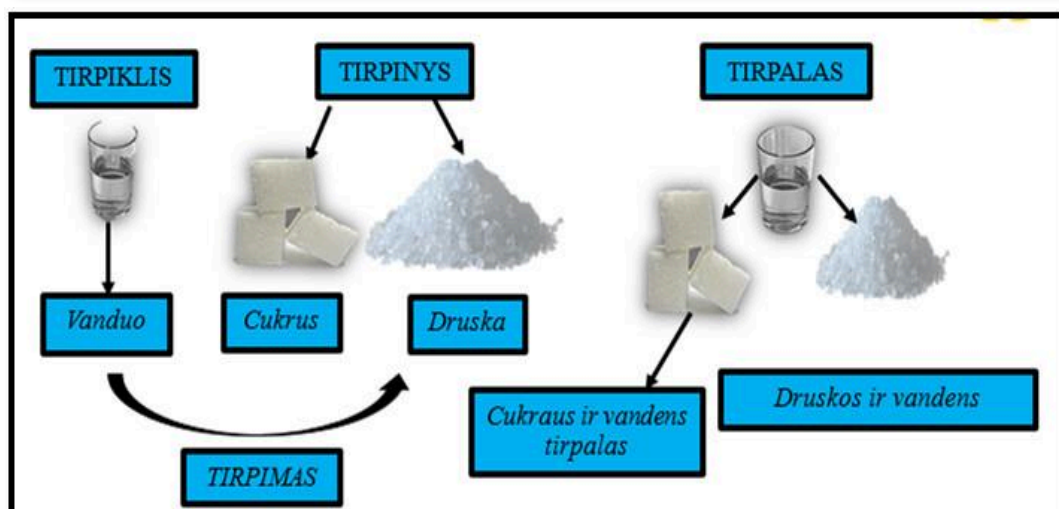 TIRPIKLIS
TIRPINYS
TIRPALAS
Vanduo
Cukrus
Druska
Cukraus ir vandens
tirpalas
Druskos ir vandens
TIRPIMAS